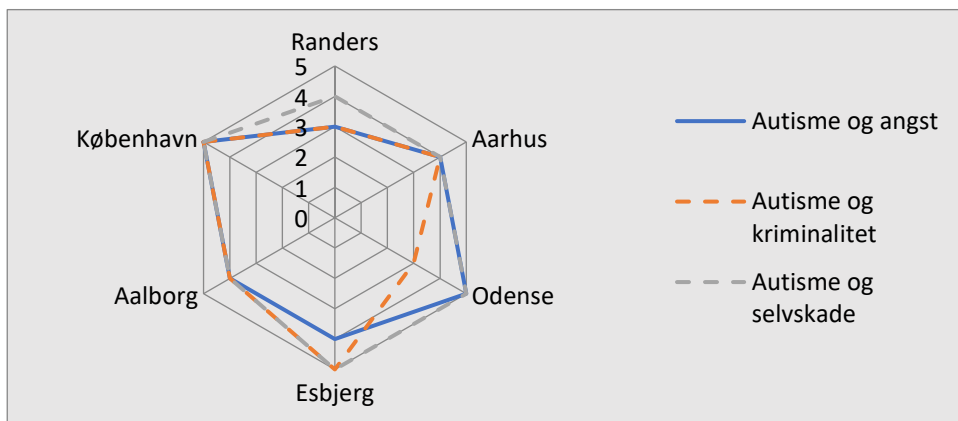 Randers
5
4
3
2
1
0
København
Aarhus
Aalborg
Odense
Esbjerg
Autisme og angst
Autisme og
kriminalitet
Autisme og
selvskade